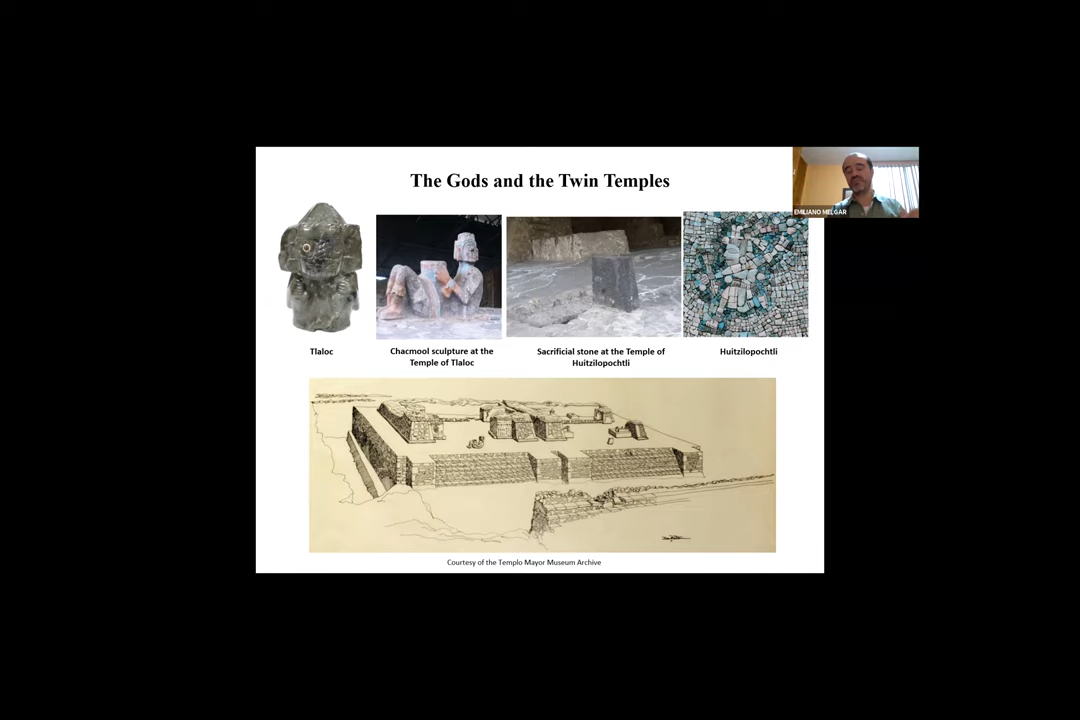 The Gods and the Twin Temples
EMILIANO MELGAR
Tlaloc
Chacmool sculpture at the
Temple of Tlaloc
Sacrificial stone at the Temple of
Huitzilopochtli
Huitzilopochtli
Courtesy of the Templo Mayor Museum Archive